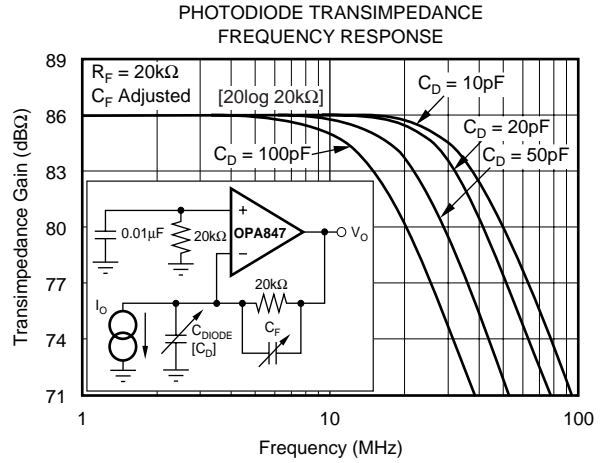 PHOTODIODE TRANSIMPEDANCE
FREQUENCY RESPONSE
89
86
83
80
77
74
71
Transimpedance Gain (dBΩ)
R_F = 20kΩ
C_F Adjusted
[20log 20kΩ]
C_D = 10pF
C_D = 20pF
C_D = 50pF
C_D = 100pF
0.01µF
20kΩ
+
OPA847
–
V_O
20kΩ
I_O
C_DIODE
[C_D]
C_F
1
10
100
Frequency (MHz)